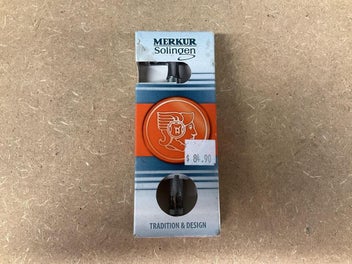 MERKUR
Solingen
$ 84.90
TRADITION & DESIGN